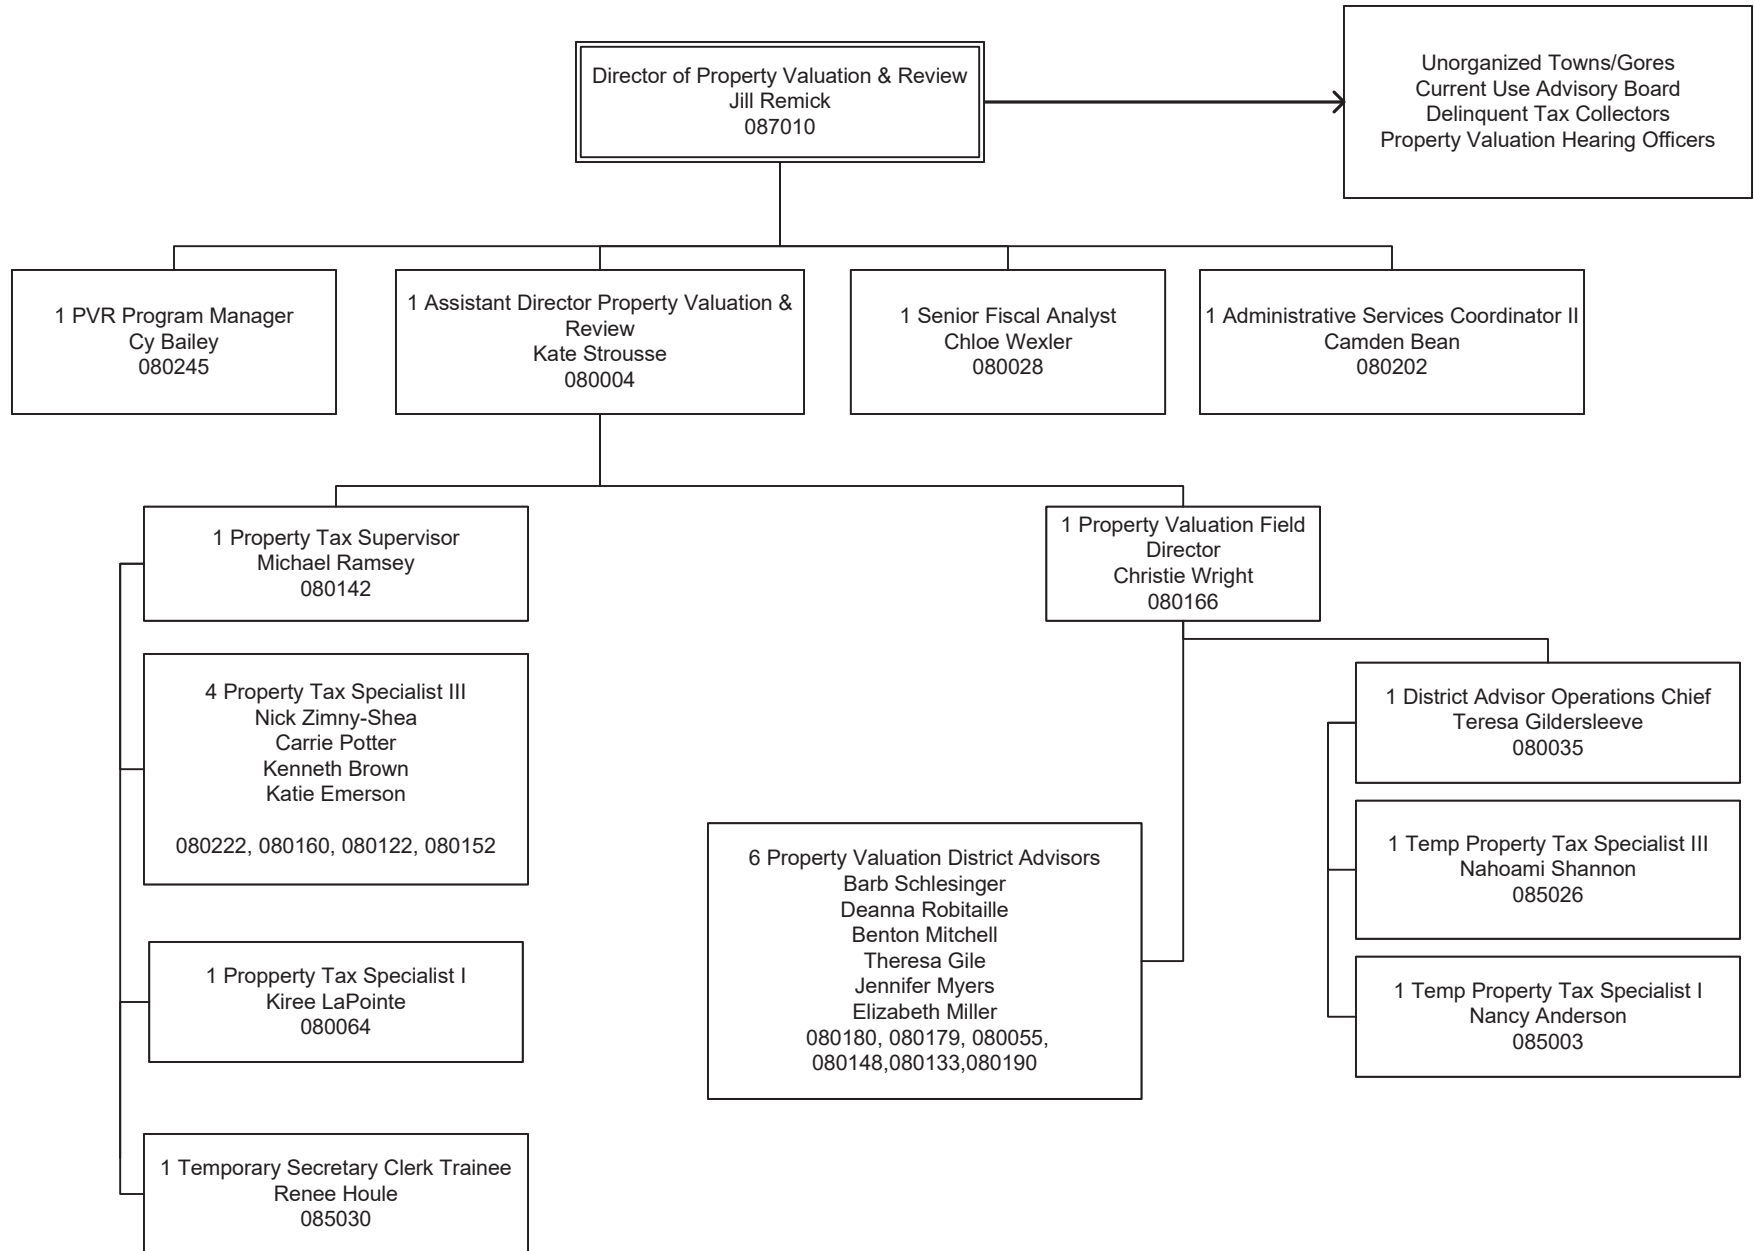 Director of Property Valuation & Review
Jill Remick
087010
Unorganized Towns/Gores
Current Use Advisory Board
Delinquent Tax Collectors
Property Valuation Hearing Officers
1 PVR Program Manager
Cy Bailey
080245
1 Assistant Director Property Valuation &
Review
Kate Strousse
080004
1 Senior Fiscal Analyst
Chloe Wexler
080028
1 Administrative Services Coordinator II
Camden Bean
080202
1 Property Tax Supervisor
Michael Ramsey
080142
1 Property Valuation Field
Director
Christie Wright
080166
4 Property Tax Specialist III
Nick Zimny-Shea
Carrie Potter
Kenneth Brown
Katie Emerson
080222, 080160, 080122, 080152
1 Propperty Tax Specialist I
Kiree LaPointe
080064
1 Temporary Secretary Clerk Trainee
Renee Houle
085030
6 Property Valuation District Advisors
Barb Schlesinger
Deanna Robitaille
Benton Mitchell
Theresa Gile
Jennifer Myers
Elizabeth Miller
080180, 080179, 080055,
080148,080133,080190
1 District Advisor Operations Chief
Teresa Gildersleeve
080035
1 Temp Property Tax Specialist III
Nahoami Shannon
085026
1 Temp Property Tax Specialist I
Nancy Anderson
085003